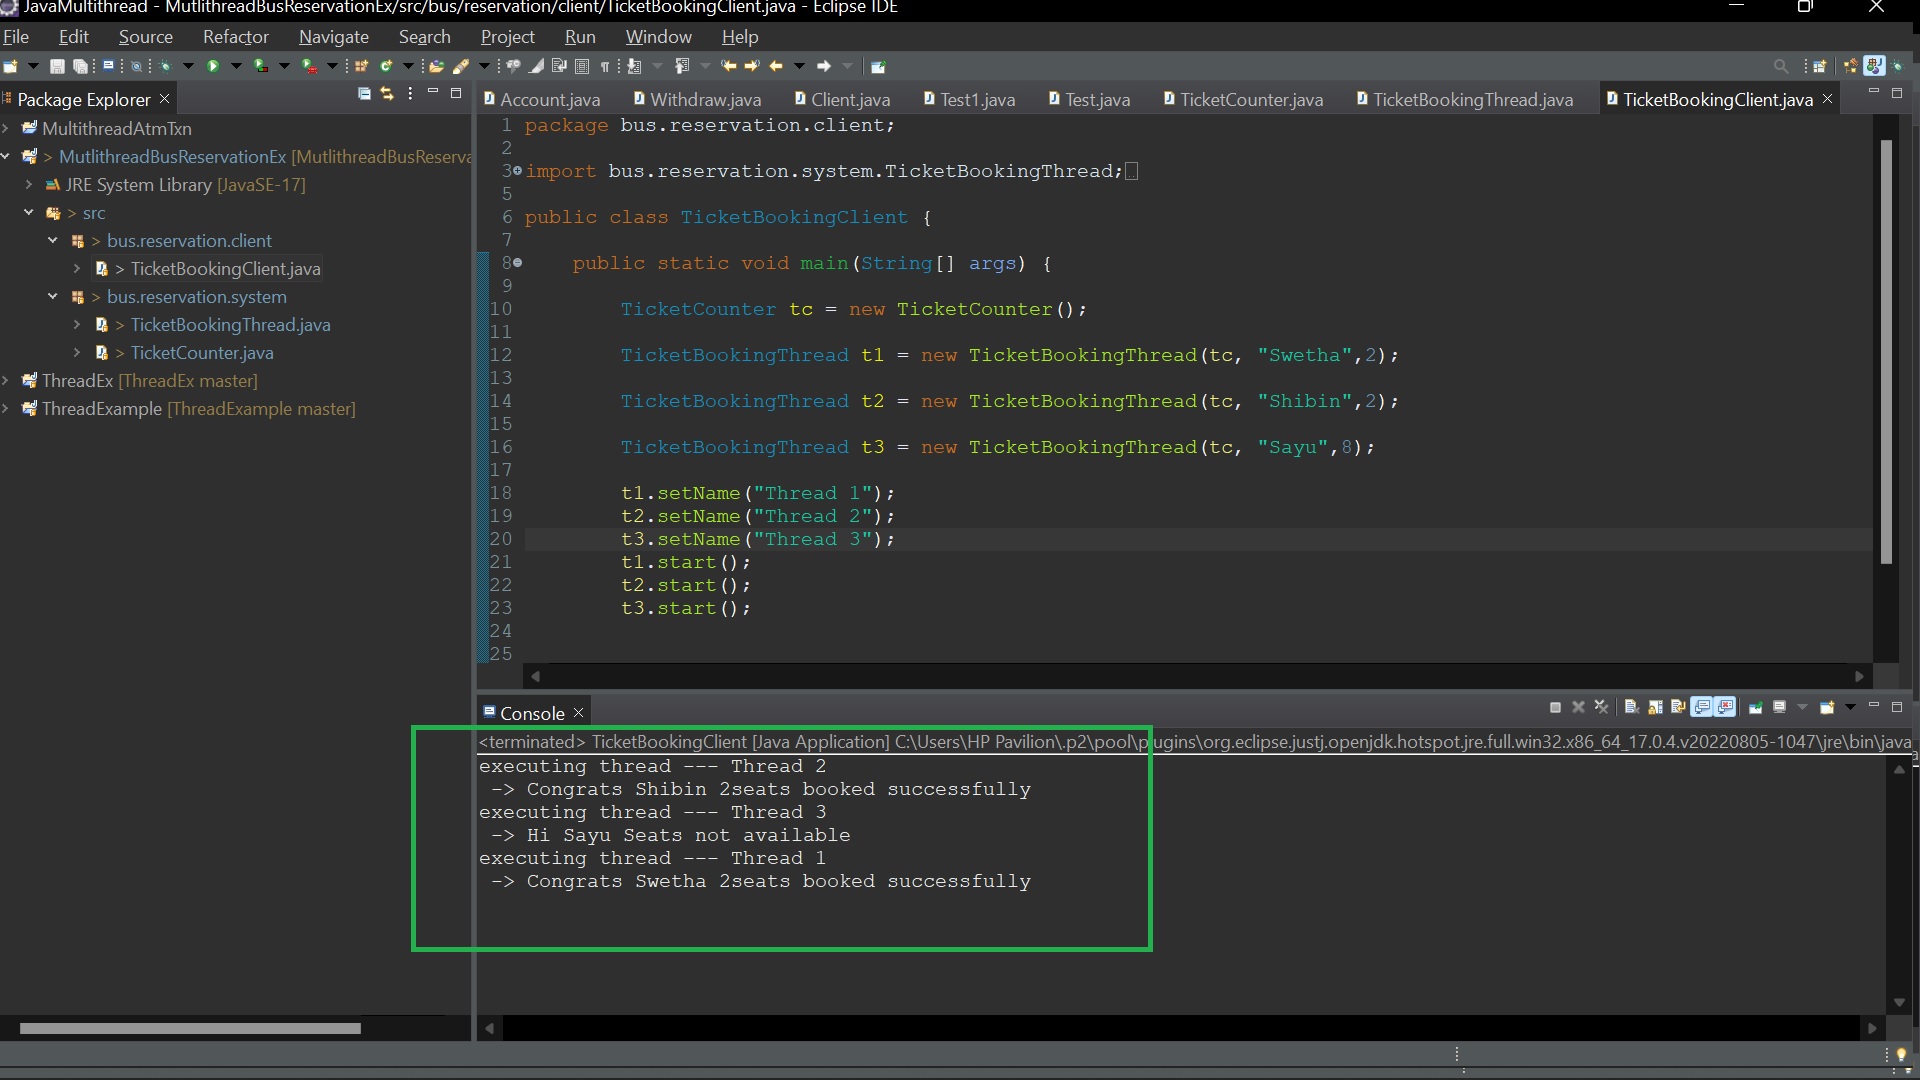 JavaMultithread - MutlithreadBusReservationEx/src/bus/reservation/client/TicketBookingClient.java - Eclipse IDE
File Edit Source Refactor Navigate Search Project Run Window Help
Package Explorer
MultithreadAtmTxn
> MutlithreadBusReservationEx [MutlithreadBusReserva
JRE System Library [JavaSE-17]
> src
> bus.reservation.client
> TicketBookingClient.java
> bus.reservation.system
> TicketBookingThread.java
> TicketCounter.java
ThreadEx [ThreadEx master]
ThreadExample [ThreadExample master]
Account.java Withdraw.java Client.java Test1.java Test.java TicketCounter.java TicketBookingThread.java TicketBookingClient.java
1 package bus.reservation.client;
2
3 import bus.reservation.system.TicketBookingThread;
5
6 public class TicketBookingClient {
7
8 public static void main(String[] args) {
9
10 TicketCounter tc = new TicketCounter();
11
12 TicketBookingThread t1 = new TicketBookingThread(tc, "Swetha",2);
13
14 TicketBookingThread t2 = new TicketBookingThread(tc, "Shibin",2);
15
16 TicketBookingThread t3 = new TicketBookingThread(tc, "Sayu",8);
17
18 t1.setName("Thread 1");
19 t2.setName("Thread 2");
20 t3.setName("Thread 3");
21 t1.start();
22 t2.start();
23 t3.start();
24
25
Console
<terminated> TicketBookingClient [Java Application] C:\Users\HP Pavilion\.p2\pool\plugins\org.eclipse.justj.openjdk.hotspot.jre.full.win32.x86_64_17.0.4.v20220805-1047\jre\bin\java
executing thread --- Thread 2
-> Congrats Shibin 2seats booked successfully
executing thread --- Thread 3
-> Hi Sayu Seats not available
executing thread --- Thread 1
-> Congrats Swetha 2seats booked successfully